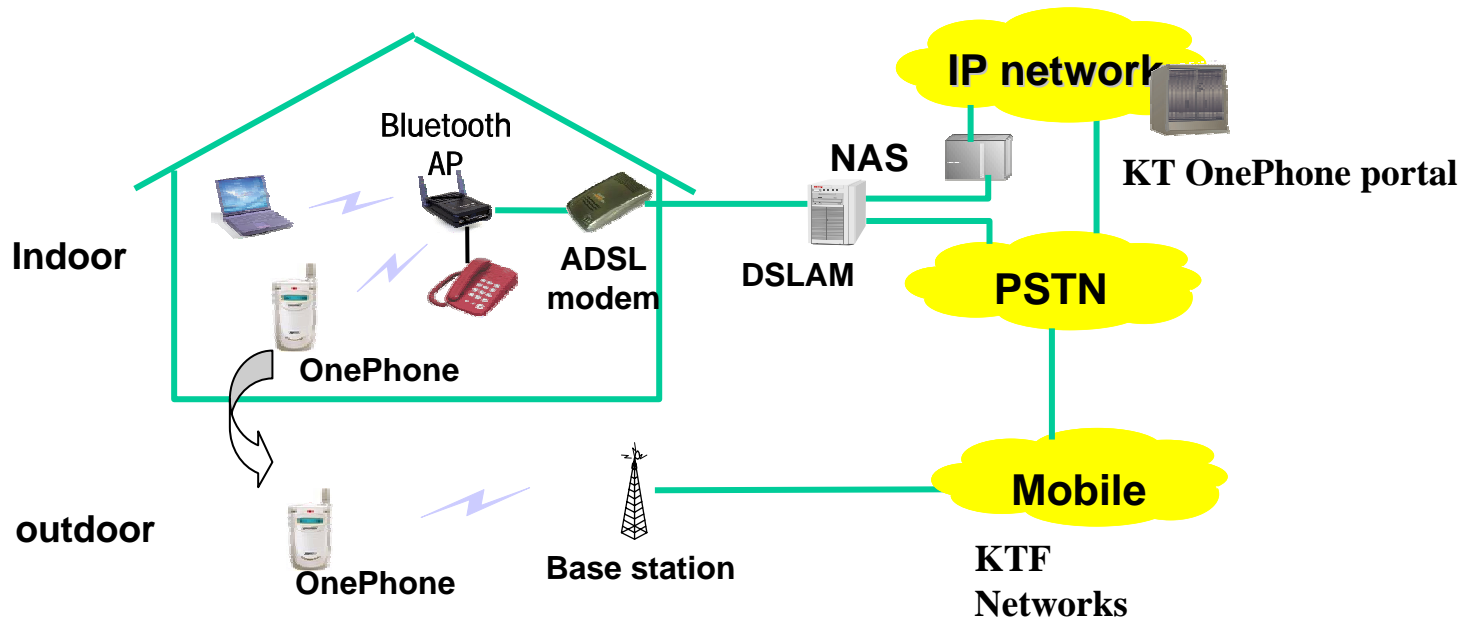 IP network
Bluetooth
AP
NAS
KT OnePhone portal
Indoor
ADSL
modem
DSLAM
PSTN
OnePhone
Mobile
outdoor
Base station
OnePhone
KTF
Networks